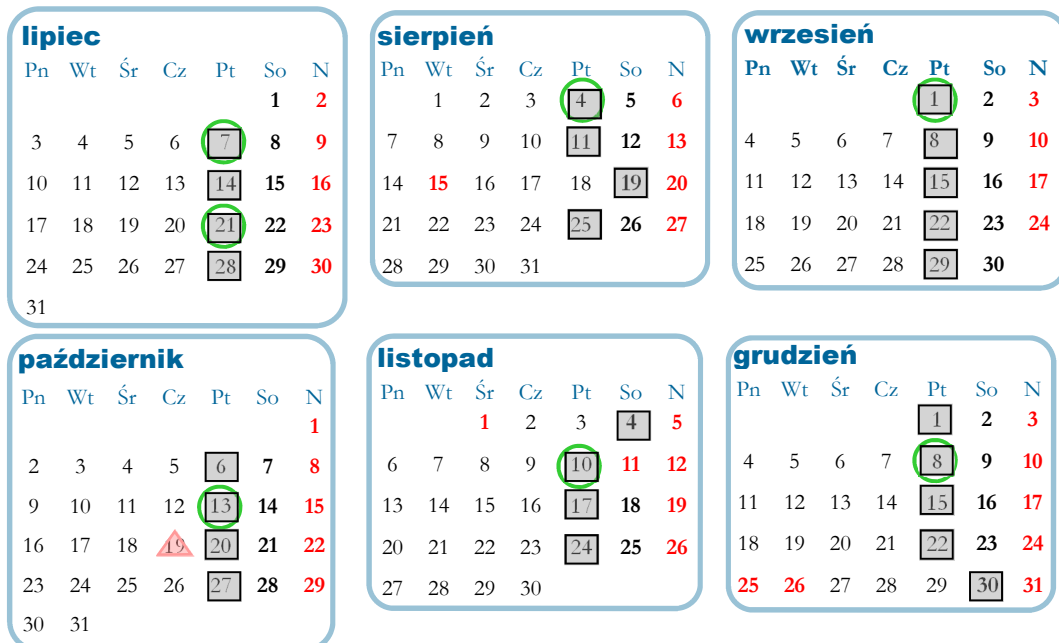 lipiec
Pn Wt Śr Cz Pt So N
1 2
3 4 5 6 7 8 9
10 11 12 13 14 15 16
17 18 19 20 21 22 23
24 25 26 27 28 29 30
31
sierpień
Pn Wt Śr Cz Pt So N
1 2 3 4 5 6
7 8 9 10 11 12 13
14 15 16 17 18 19 20
21 22 23 24 25 26 27
28 29 30 31
wrzesień
Pn Wt Śr Cz Pt So N
1 2 3
4 5 6 7 8 9 10
11 12 13 14 15 16 17
18 19 20 21 22 23 24
25 26 27 28 29 30
październik
Pn Wt Śr Cz Pt So N
1
2 3 4 5 6 7 8
9 10 11 12 13 14 15
16 17 18 19 20 21 22
23 24 25 26 27 28 29
30 31
listopad
Pn Wt Śr Cz Pt So N
1 2 3 4 5
6 7 8 9 10 11 12
13 14 15 16 17 18 19
20 21 22 23 24 25 26
27 28 29 30
grudzień
Pn Wt Śr Cz Pt So N
1 2 3
4 5 6 7 8 9 10
11 12 13 14 15 16 17
18 19 20 21 22 23 24
25 26 27 28 29 30 31